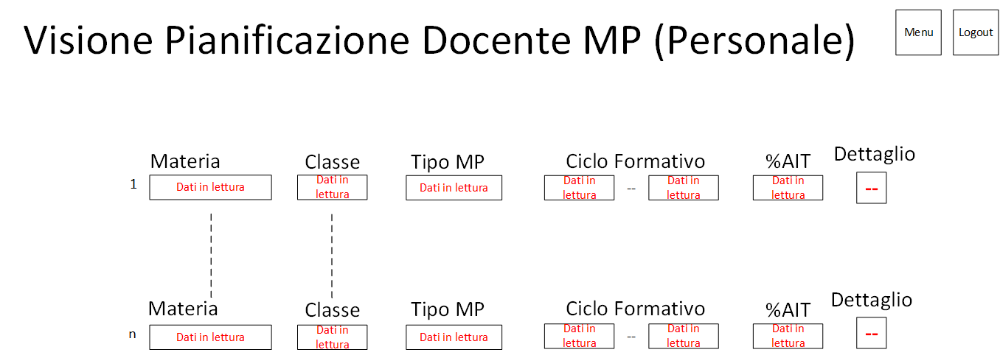 Visione Pianificazione Docente MP (Personale)
Menu
Logout
Materia
Classe
Tipo MP
Ciclo Formativo
%AIT
Dettaglio
1
Dati in lettura
Dati in
lettura
Dati in lettura
Dati in
lettura
--
Dati in
lettura
Dati in
lettura
--
Materia
Classe
Tipo MP
Ciclo Formativo
%AIT
Dettaglio
n
Dati in lettura
Dati in
lettura
Dati in lettura
Dati in
lettura
--
Dati in
lettura
Dati in
lettura
--